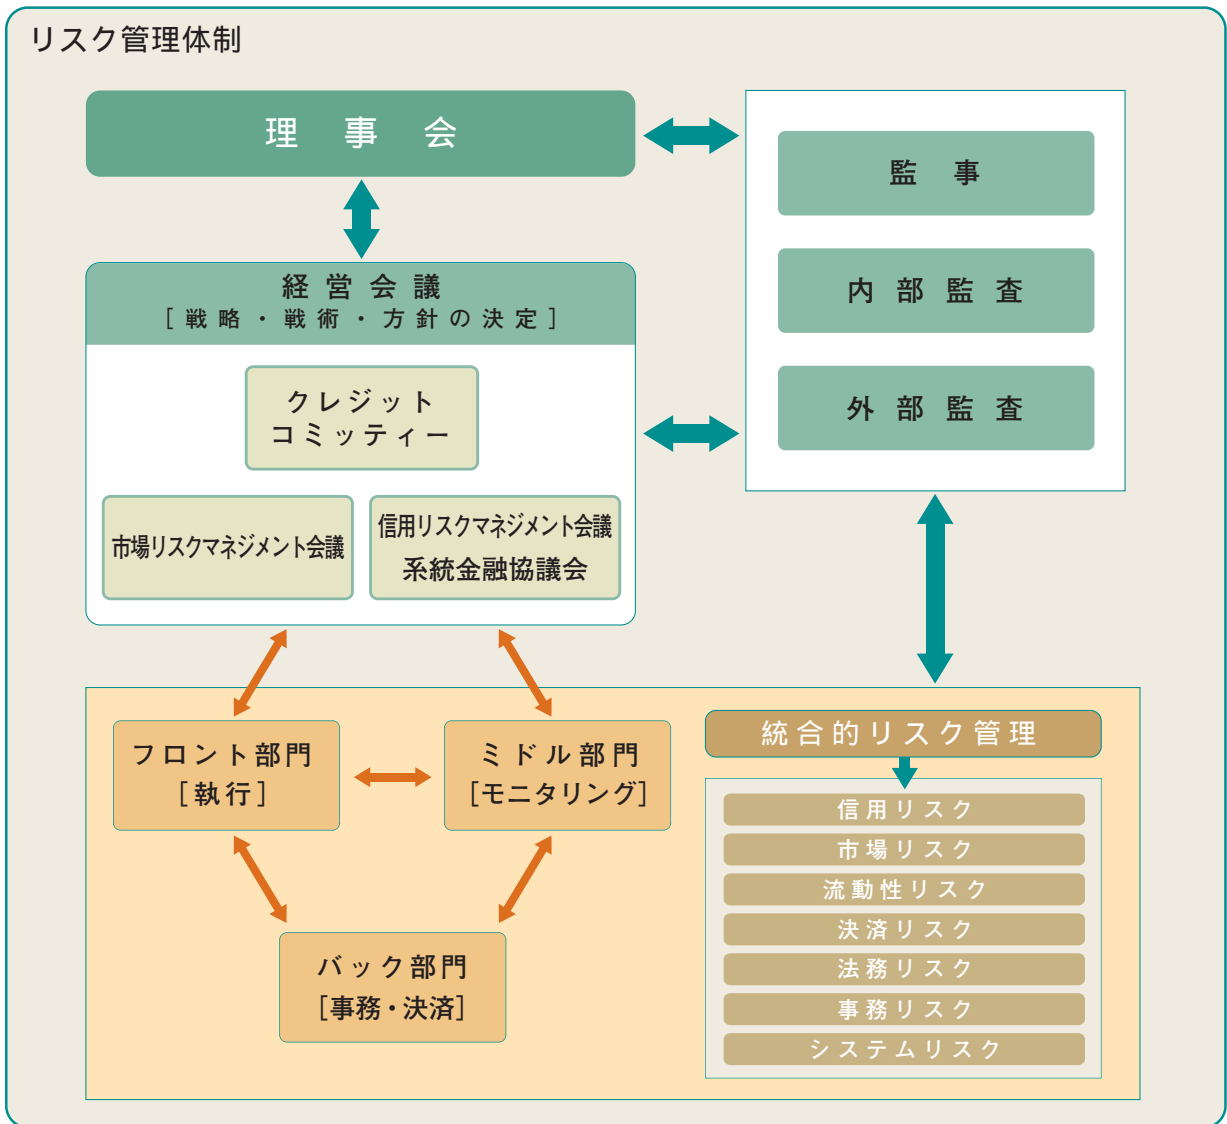 リスク管理体制
理事会
監事
内部監査
外部監査
経営会議
[戦略・戦術・方針の決定]
クレジット
コミッティー
市場リスクマネジメント会議
信用リスクマネジメント会議
系統金融協議会
フロント部門
[執行]
ミドル部門
[モニタリング]
バック部門
[事務・決済]
統合的リスク管理
信用リスク
市場リスク
流動性リスク
決済リスク
法務リスク
事務リスク
システムリスク